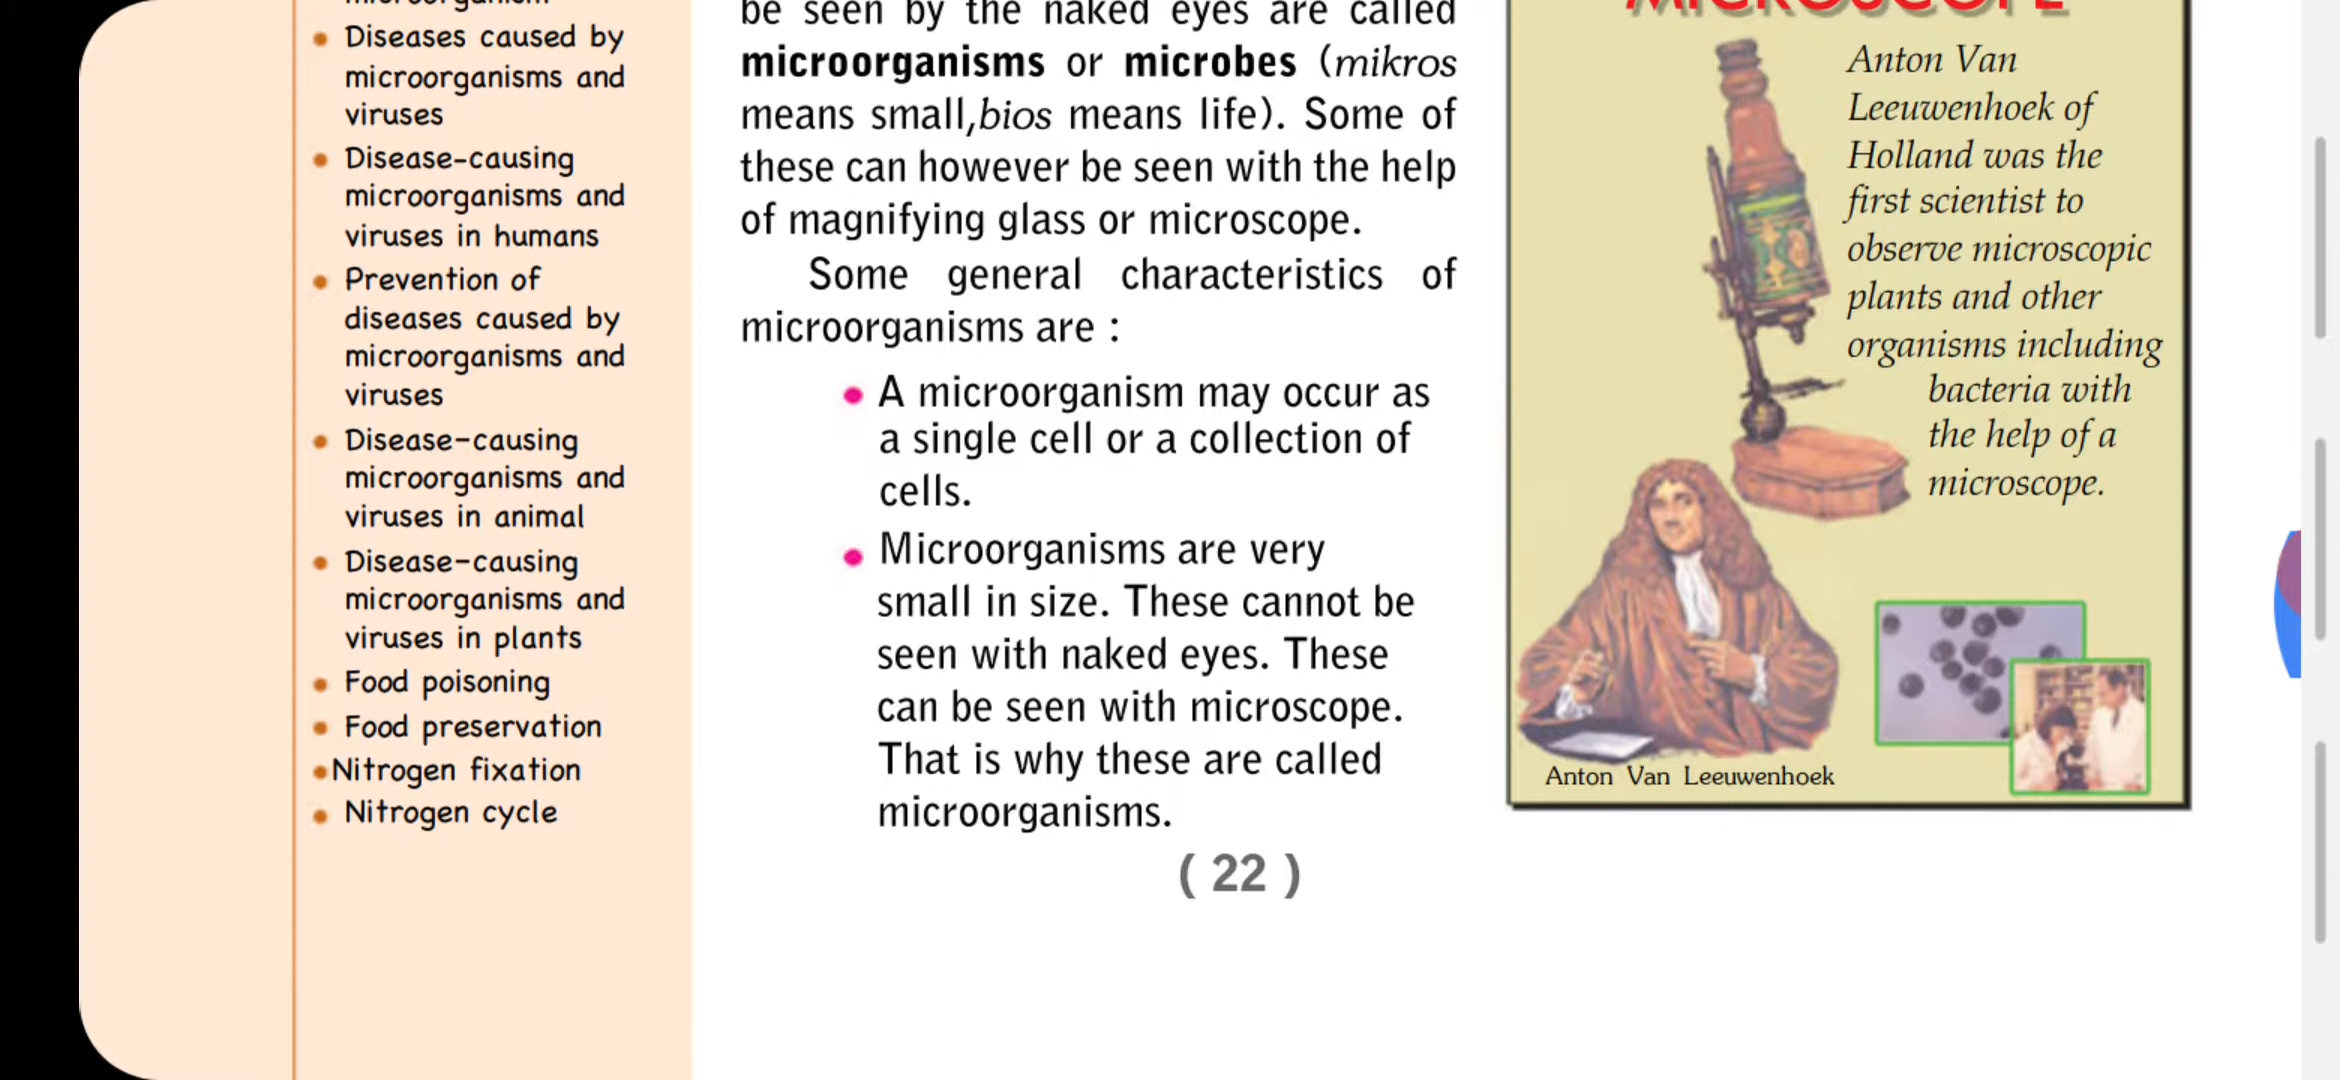 Diseases caused by
microorganisms and
viruses
Disease-causing
microorganisms and
viruses in humans
Prevention of
diseases caused by
microorganisms and
viruses
Disease-causing
microorganisms and
viruses in animal
Disease-causing
microorganisms and
viruses in plants
Food poisoning
Food preservation
Nitrogen fixation
Nitrogen cycle
be seen by the naked eyes are called
microorganisms or microbes (mikros
means small,bios means life). Some of
these can however be seen with the help
of magnifying glass or microscope.
Some general characteristics of
microorganisms are :
A microorganism may occur as
a single cell or a collection of
cells.
Microorganisms are very
small in size. These cannot be
seen with naked eyes. These
can be seen with microscope.
That is why these are called
microorganisms.
MICROSCOPE
Anton Van
Leeuwenhoek of
Holland was the
first scientist to
observe microscopic
plants and other
organisms including
bacteria with
the help of a
microscope.
Anton Van Leeuwenhoek
( 22 )